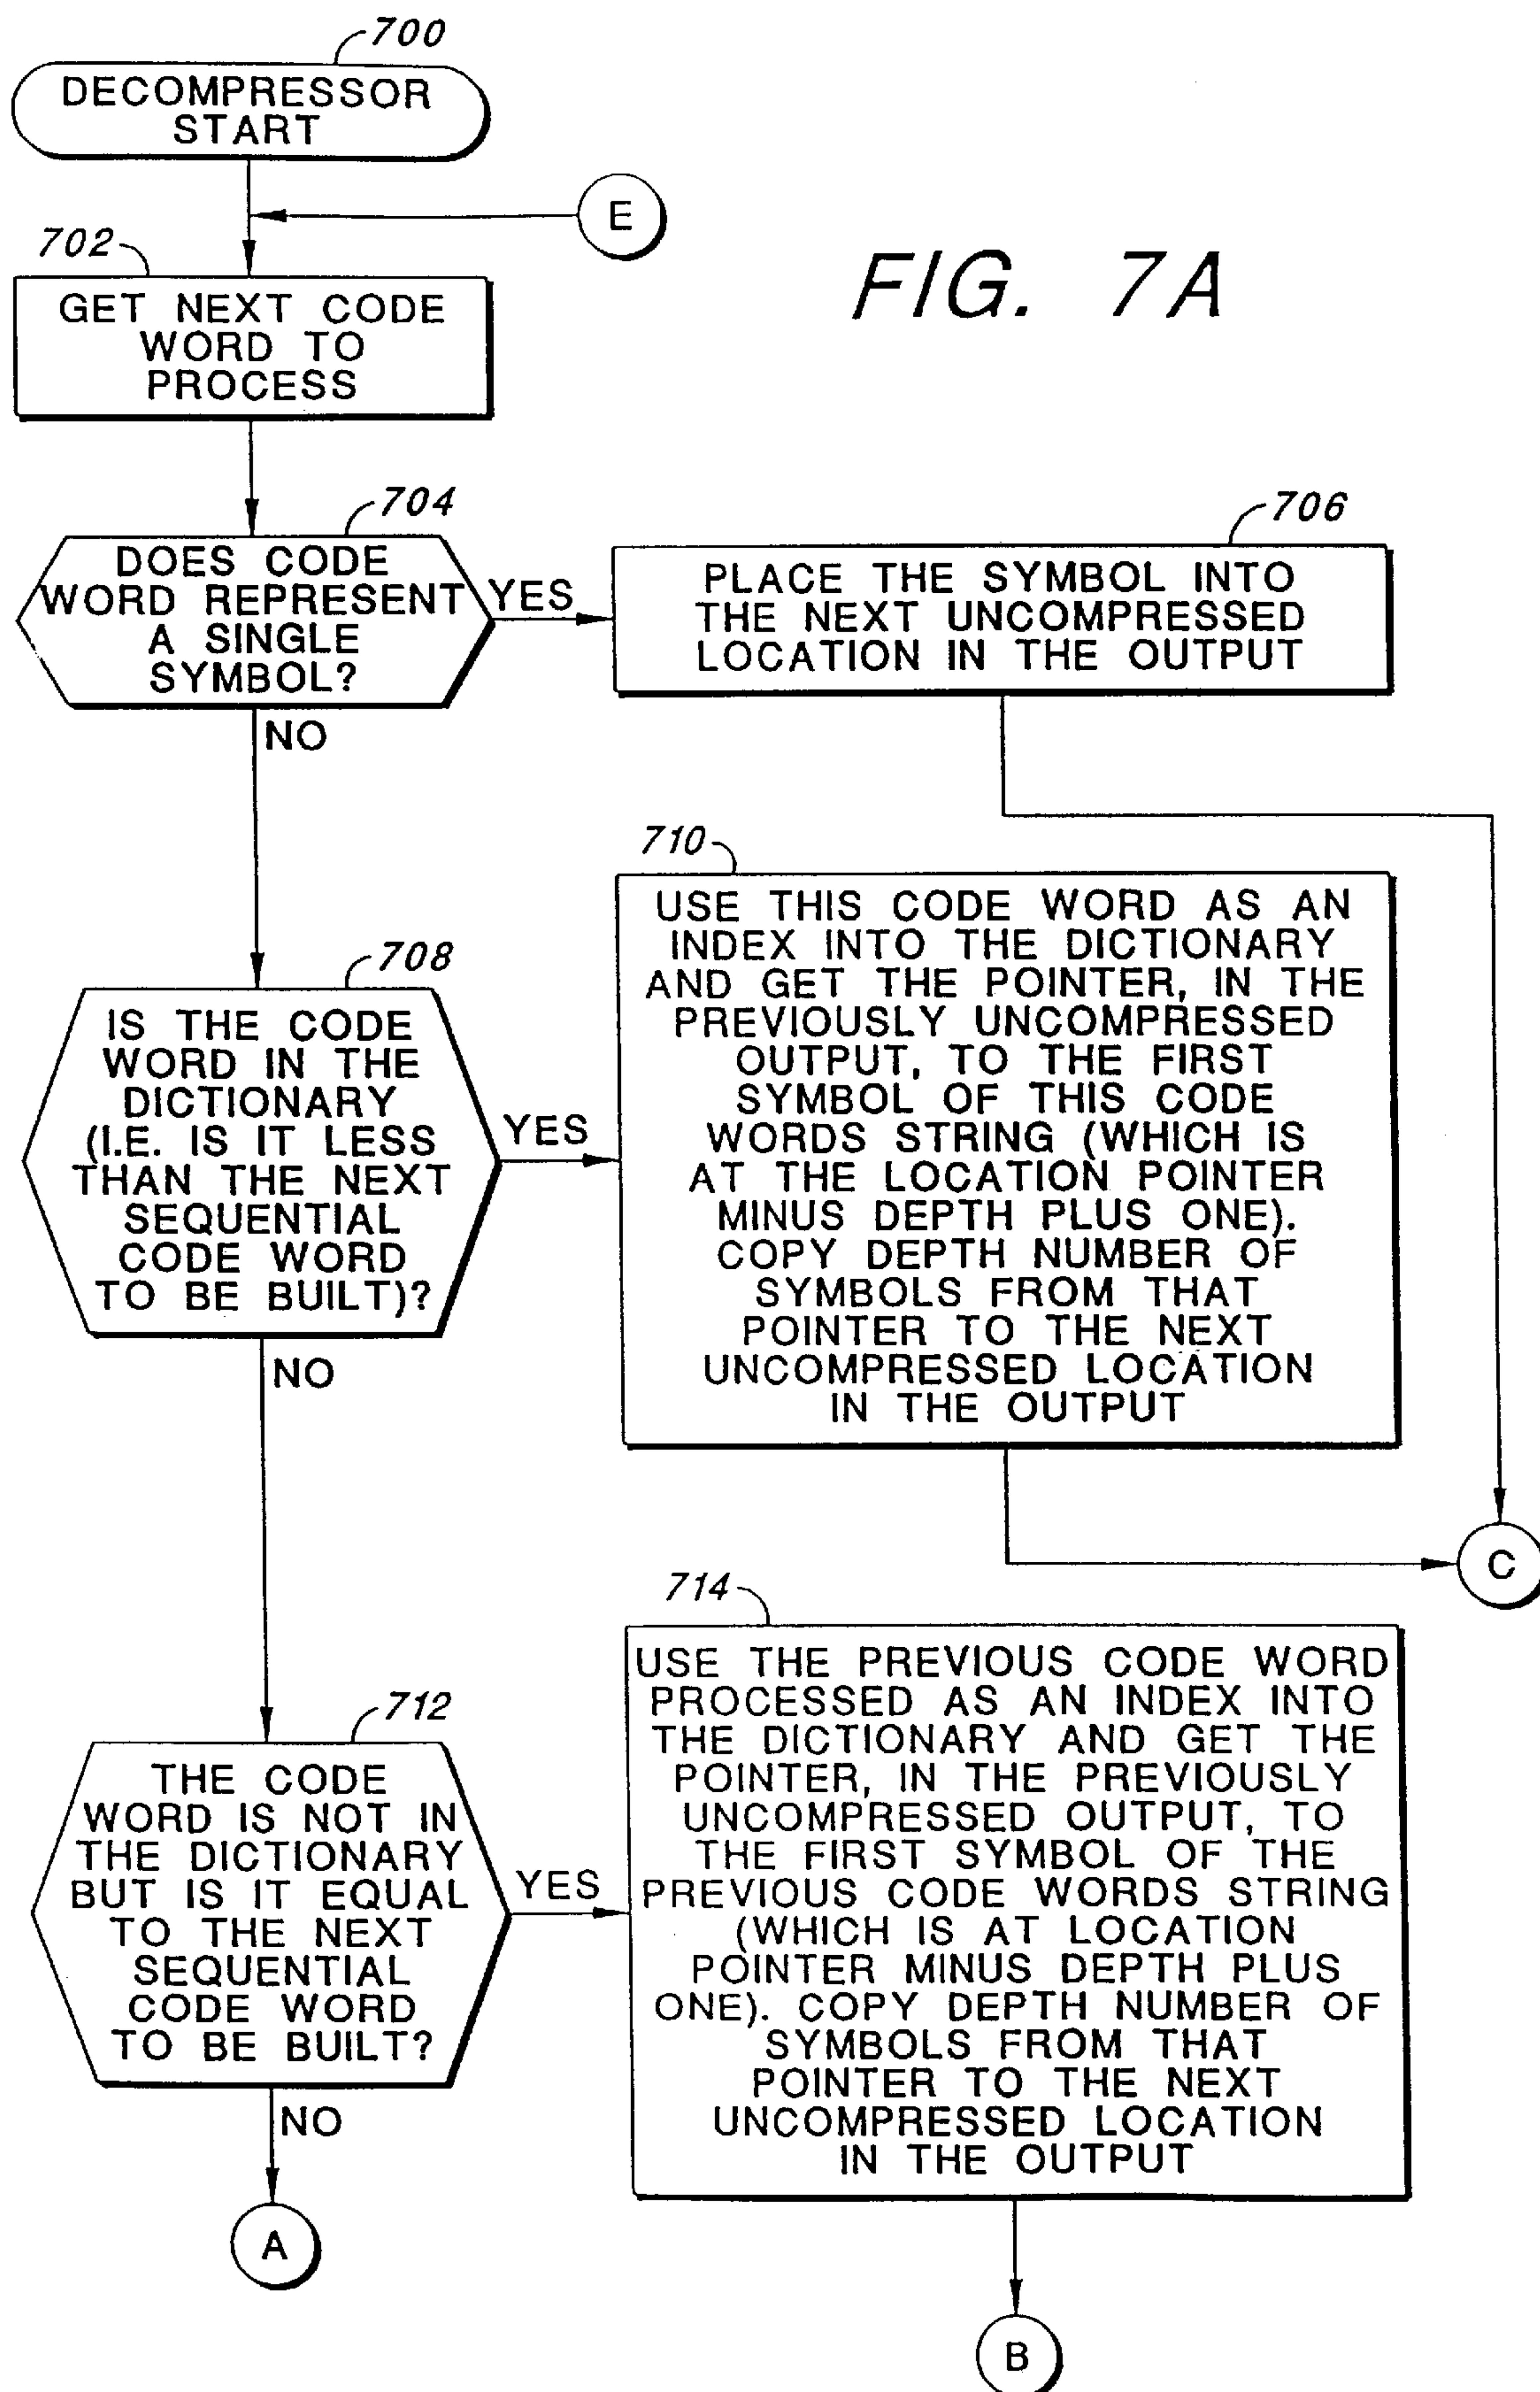 700
DECOMPRESSOR
START
E
702
FIG. 7A
GET NEXT CODE
WORD TO
PROCESS
704
DOES CODE
WORD REPRESENT
A SINGLE
SYMBOL?
YES
NO
706
PLACE THE SYMBOL INTO
THE NEXT UNCOMPRESSED
LOCATION IN THE OUTPUT
708
IS THE CODE
WORD IN THE
DICTIONARY
(I.E. IS IT LESS
THAN THE NEXT
SEQUENTIAL
CODE WORD
TO BE BUILT)?
YES
NO
710
USE THIS CODE WORD AS AN
INDEX INTO THE DICTIONARY
AND GET THE POINTER, IN THE
PREVIOUSLY UNCOMPRESSED
OUTPUT, TO THE FIRST
SYMBOL OF THIS CODE
WORDS STRING (WHICH IS
AT THE LOCATION POINTER
MINUS DEPTH PLUS ONE).
COPY DEPTH NUMBER OF
SYMBOLS FROM THAT
POINTER TO THE NEXT
UNCOMPRESSED LOCATION
IN THE OUTPUT
C
712
THE CODE
WORD IS NOT IN
THE DICTIONARY
BUT IS IT EQUAL
TO THE NEXT
SEQUENTIAL
CODE WORD
TO BE BUILT?
YES
NO
A
714
USE THE PREVIOUS CODE WORD
PROCESSED AS AN INDEX INTO
THE DICTIONARY AND GET THE
POINTER, IN THE PREVIOUSLY
UNCOMPRESSED OUTPUT, TO
THE FIRST SYMBOL OF THE
PREVIOUS CODE WORDS STRING
(WHICH IS AT LOCATION
POINTER MINUS DEPTH PLUS
ONE). COPY DEPTH NUMBER OF
SYMBOLS FROM THAT
POINTER TO THE NEXT
UNCOMPRESSED LOCATION
IN THE OUTPUT
B